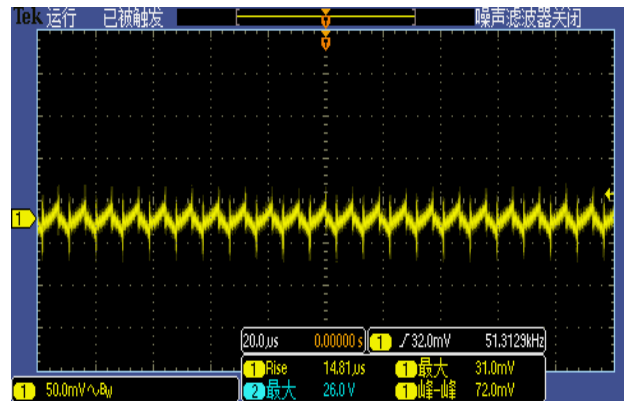 Tek 运行 已被触发 噪声滤波器关闭
1
20.0μs 0.00000 s 1 32.0mV 51.3129kHz
1 Rise 14.81μs 1 最大 31.0mV
1 50.0mV BW 2 最大 26.0 V 1 峰-峰 72.0mV